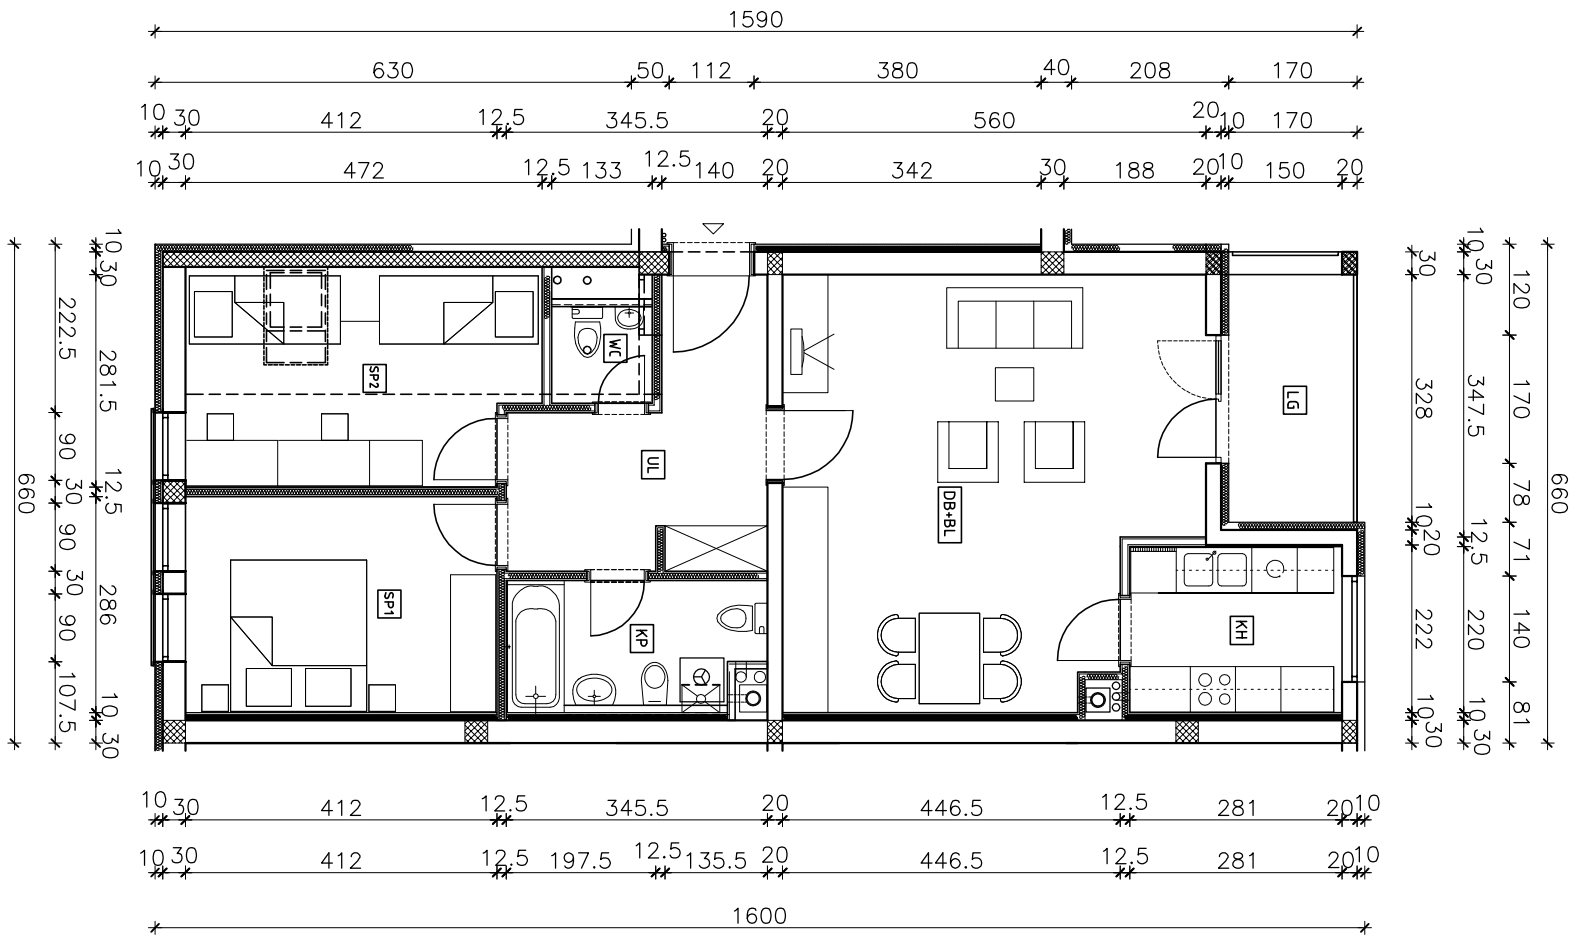 1590
630 50 112 380 40 208 170
10 30 412 12.5 345.5 20 560 20 10 170
10 30 472 12.5 133 12.5 140 20 342 30 188 20 10 150 20
660
222.5 90 30 90 30 90 107.5
10 30 281.5 12.5 286 10 30
SP2
WC
UL
SP1
KP
DB+BL
LG
KH
30 328 10 20 222 10 30
10 30 347.5 12.5 220 10 30
120 170 78 71 140 81
660
10 30 412 12.5 345.5 20 446.5 12.5 281 20 10
10 30 412 12.5 197.5 12.5 135.5 20 446.5 12.5 281 20 10
1600